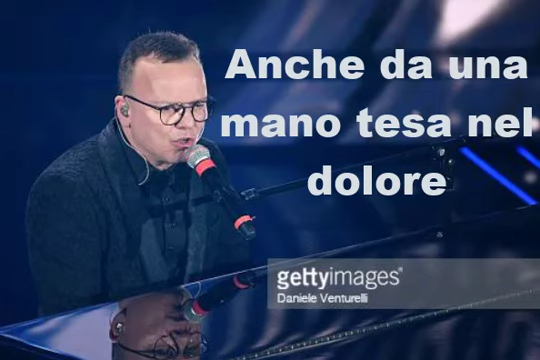 Anche da una
mano tesa nel
dolore
gettyimages®
Daniele Venturelli